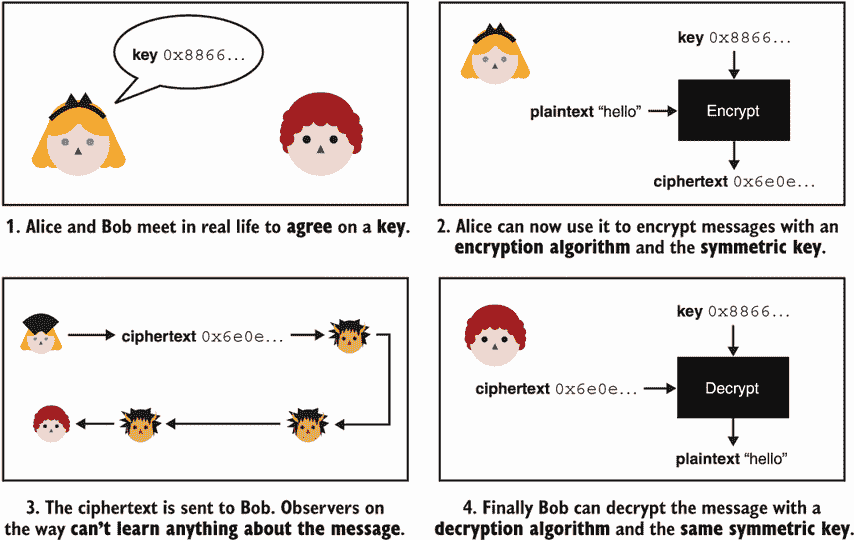 key 0x8866...
1. Alice and Bob meet in real life to agree on a key.
key 0x8866...
plaintext “hello”
Encrypt
ciphertext 0x6e0e...
2. Alice can now use it to encrypt messages with an
encryption algorithm and the symmetric key.
ciphertext 0x6e0e...
3. The ciphertext is sent to Bob. Observers on
the way can’t learn anything about the message.
key 0x8866...
ciphertext 0x6e0e...
Decrypt
plaintext “hello”
4. Finally Bob can decrypt the message with a
decryption algorithm and the same symmetric key.